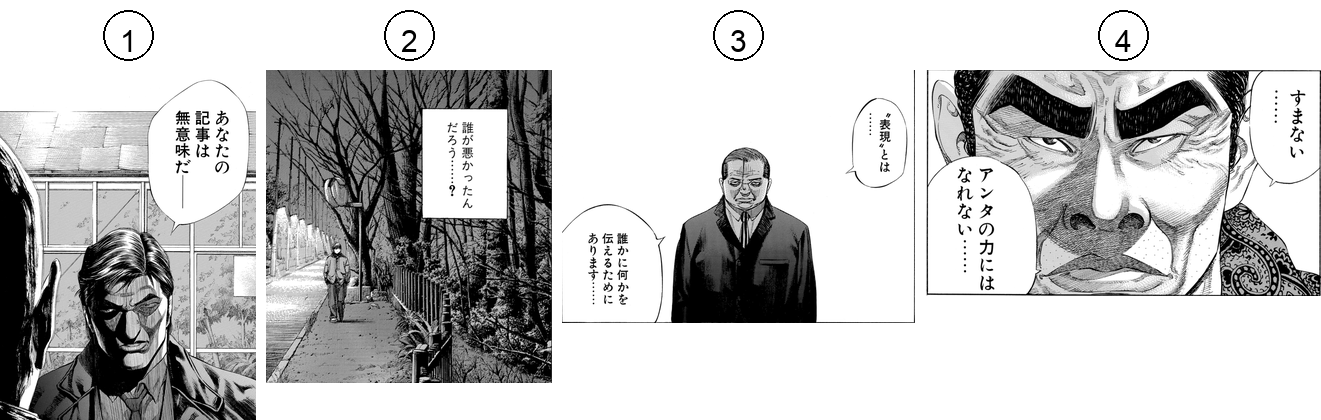 1
あなたの
記事は
無意味だ――
2
誰が悪かったん
だろう……?
3
〝表現〟とは
……
誰かに何かを
伝えるために
あります……
4
すまない
……
アンタの力には
なれない……